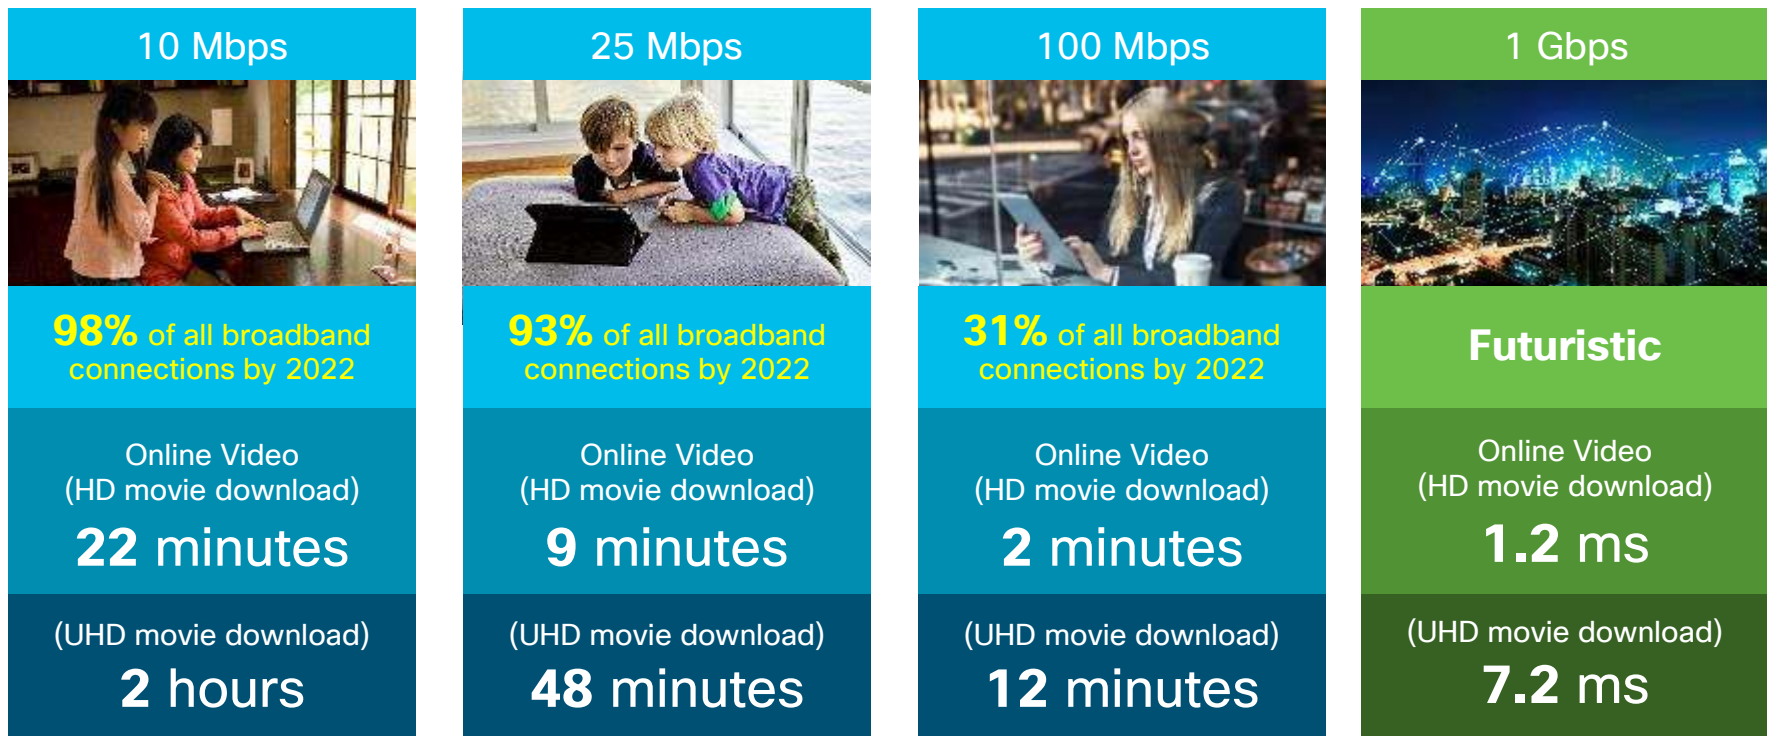 10 Mbps
98% of all broadband
connections by 2022
Online Video
(HD movie download)
22 minutes
(UHD movie download)
2 hours
25 Mbps
93% of all broadband
connections by 2022
Online Video
(HD movie download)
9 minutes
(UHD movie download)
48 minutes
100 Mbps
31% of all broadband
connections by 2022
Online Video
(HD movie download)
2 minutes
(UHD movie download)
12 minutes
1 Gbps
Futuristic
Online Video
(HD movie download)
1.2 ms
(UHD movie download)
7.2 ms